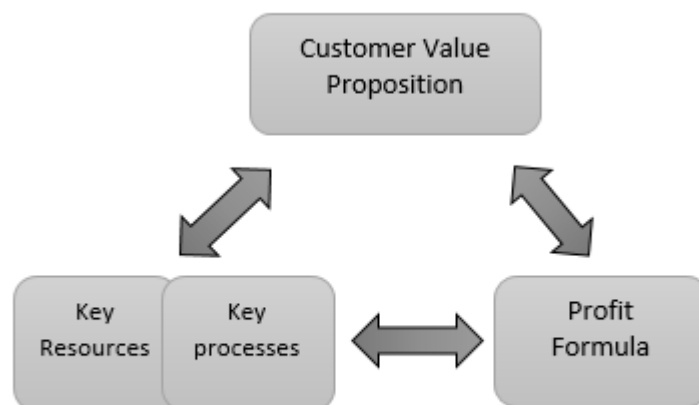 Customer Value
Proposition
Key
Resources
Key
processes
Profit
Formula